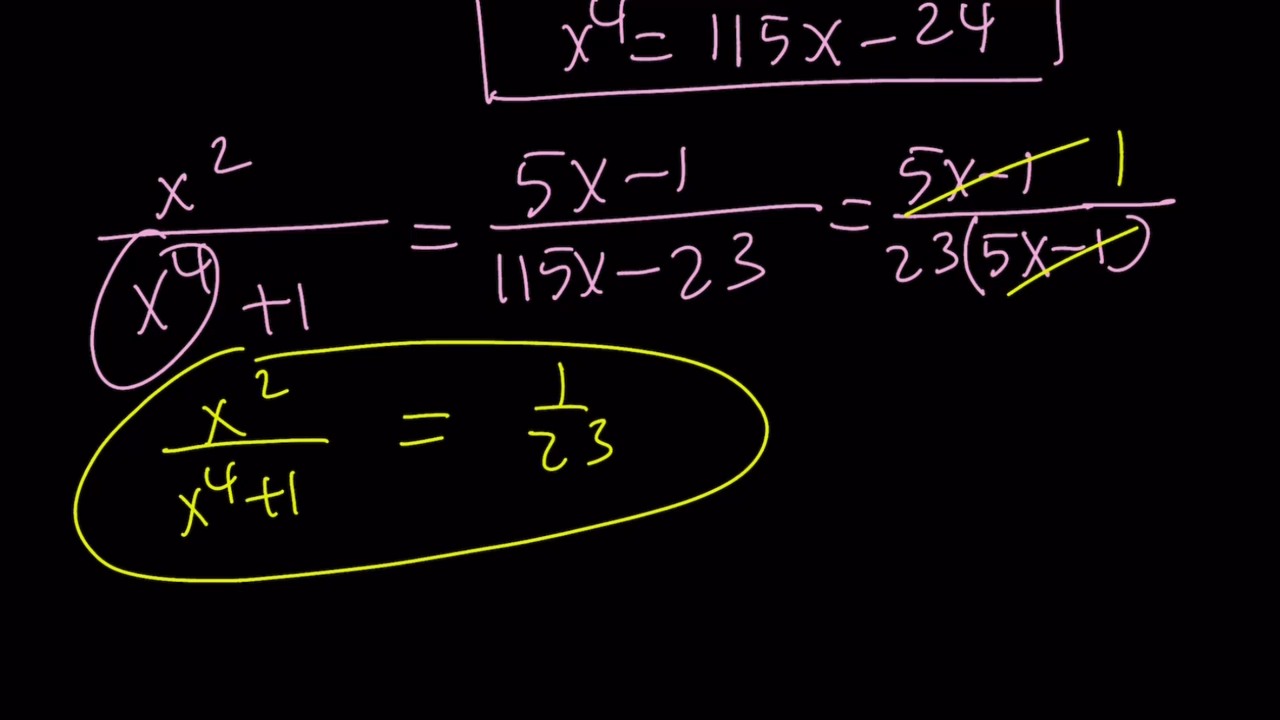 x⁴ = 115x - 24
x² / (x⁴ + 1) = (5x - 1) / (115x - 23) = (5x - 1) 1 / 23(5x - 1)
x² / (x⁴ + 1) = 1 / 23